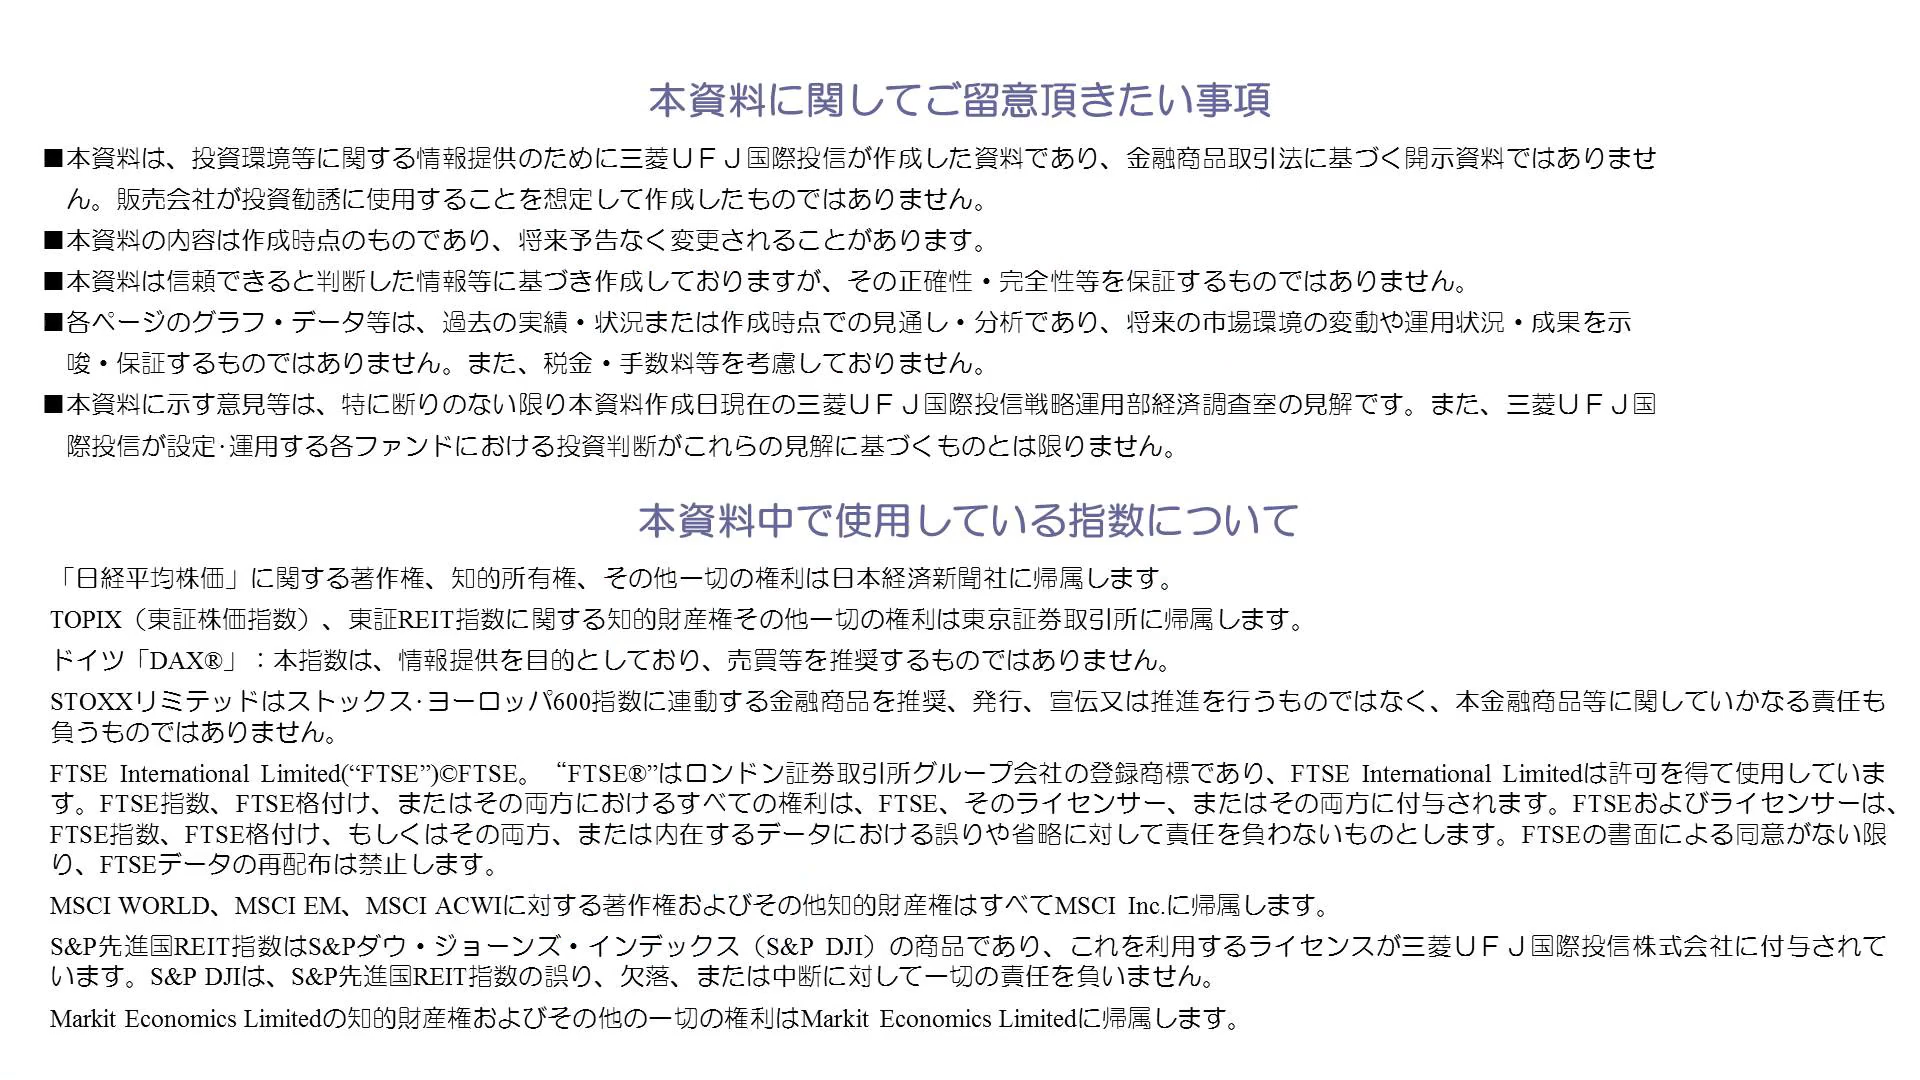 本資料に関してご留意頂きたい事項
■本資料は、投資環境等に関する情報提供のために三菱ＵＦＪ国際投信が作成した資料であり、金融商品取引法に基づく開示資料ではありませ
ん。販売会社が投資勧誘に使用することを想定して作成したものではありません。
■本資料の内容は作成時点のものであり、将来予告なく変更されることがあります。
■本資料は信頼できると判断した情報等に基づき作成しておりますが、その正確性・完全性等を保証するものではありません。
■各ページのグラフ・データ等は、過去の実績・状況または作成時点での見通し・分析であり、将来の市場環境の変動や運用状況・成果を示
唆・保証するものではありません。また、税金・手数料等を考慮しておりません。
■本資料に示す意見等は、特に断りのない限り本資料作成日現在の三菱ＵＦＪ国際投信戦略運用部経済調査室の見解です。また、三菱ＵＦＪ国
際投信が設定･運用する各ファンドにおける投資判断がこれらの見解に基づくものとは限りません。
本資料中で使用している指数について
「日経平均株価」に関する著作権、知的所有権、その他一切の権利は日本経済新聞社に帰属します。
TOPIX（東証株価指数）、東証REIT指数に関する知的財産権その他一切の権利は東京証券取引所に帰属します。
ドイツ「DAX®」：本指数は、情報提供を目的としており、売買等を推奨するものではありません。
STOXXリミテッドはストックス･ヨーロッパ600指数に連動する金融商品を推奨、発行、宣伝又は推進を行うものではなく、本金融商品等に関していかなる責任も
負うものではありません。
FTSE International Limited(“FTSE”)©FTSE。“FTSE®”はロンドン証券取引所グループ会社の登録商標であり、FTSE International Limitedは許可を得て使用していま
す。FTSE指数、FTSE格付け、またはその両方におけるすべての権利は、FTSE、そのライセンサー、またはその両方に付与されます。FTSEおよびライセンサーは、
FTSE指数、FTSE格付け、もしくはその両方、または内在するデータにおける誤りや省略に対して責任を負わないものとします。FTSEの書面による同意がない限
り、FTSEデータの再配布は禁止します。
MSCI WORLD、MSCI EM、MSCI ACWIに対する著作権およびその他知的財産権はすべてMSCI Inc.に帰属します。
S&P先進国REIT指数はS&Pダウ・ジョーンズ・インデックス（S&P DJI）の商品であり、これを利用するライセンスが三菱ＵＦＪ国際投信株式会社に付与されて
います。S&P DJIは、S&P先進国REIT指数の誤り、欠落、または中断に対して一切の責任を負いません。
Markit Economics Limitedの知的財産権およびその他の一切の権利はMarkit Economics Limitedに帰属します。